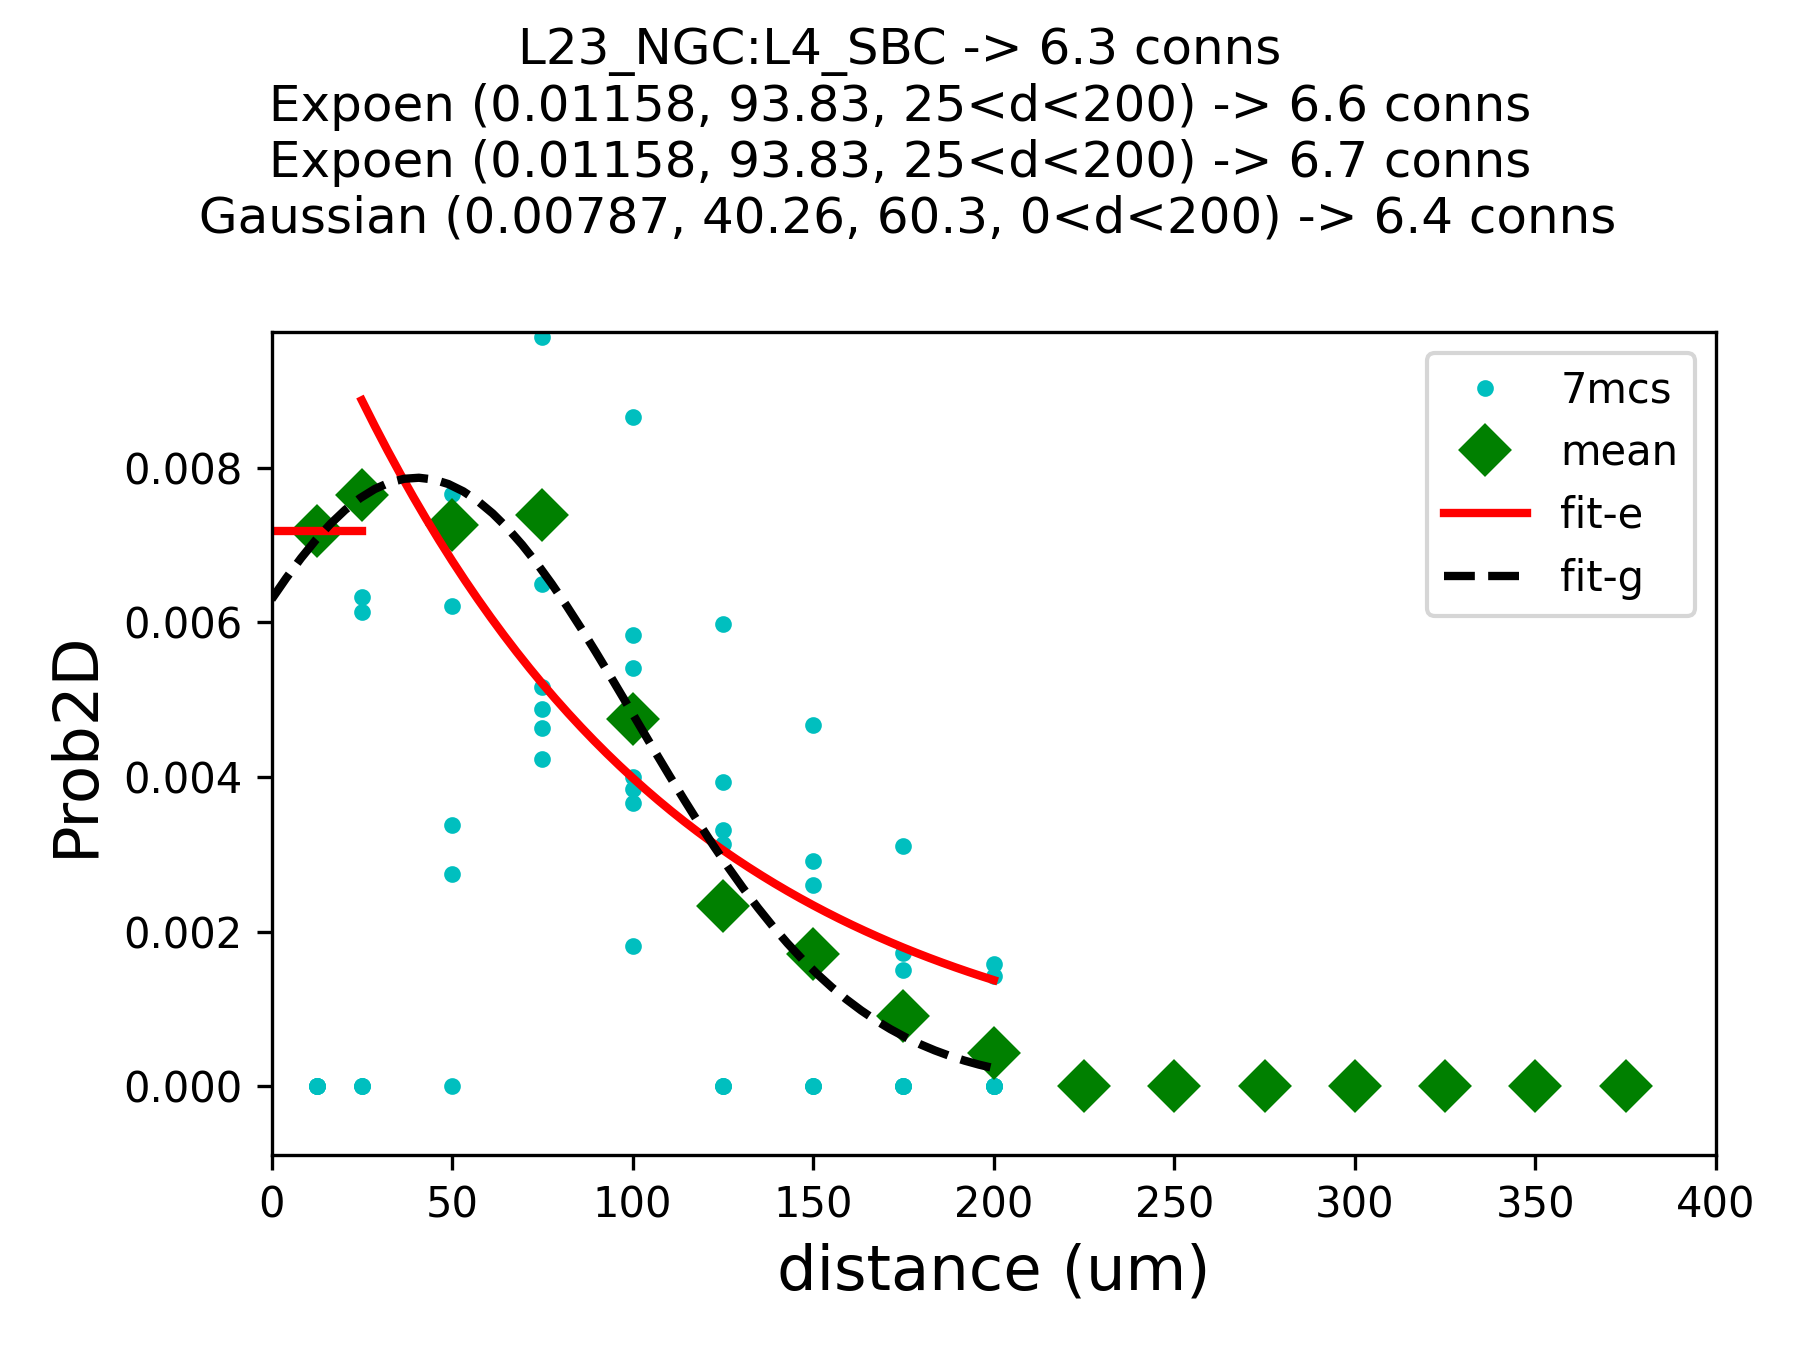 L23_NGC:L4_SBC -> 6.3 conns
Expoen (0.01158, 93.83, 25<d<200) -> 6.6 conns
Expoen (0.01158, 93.83, 25<d<200) -> 6.7 conns
Gaussian (0.00787, 40.26, 60.3, 0<d<200) -> 6.4 conns
7mcs
mean
fit-e
fit-g
Prob2D
0.008
0.006
0.004
0.002
0.000
0 50 100 150 200 250 300 350 400
distance (um)